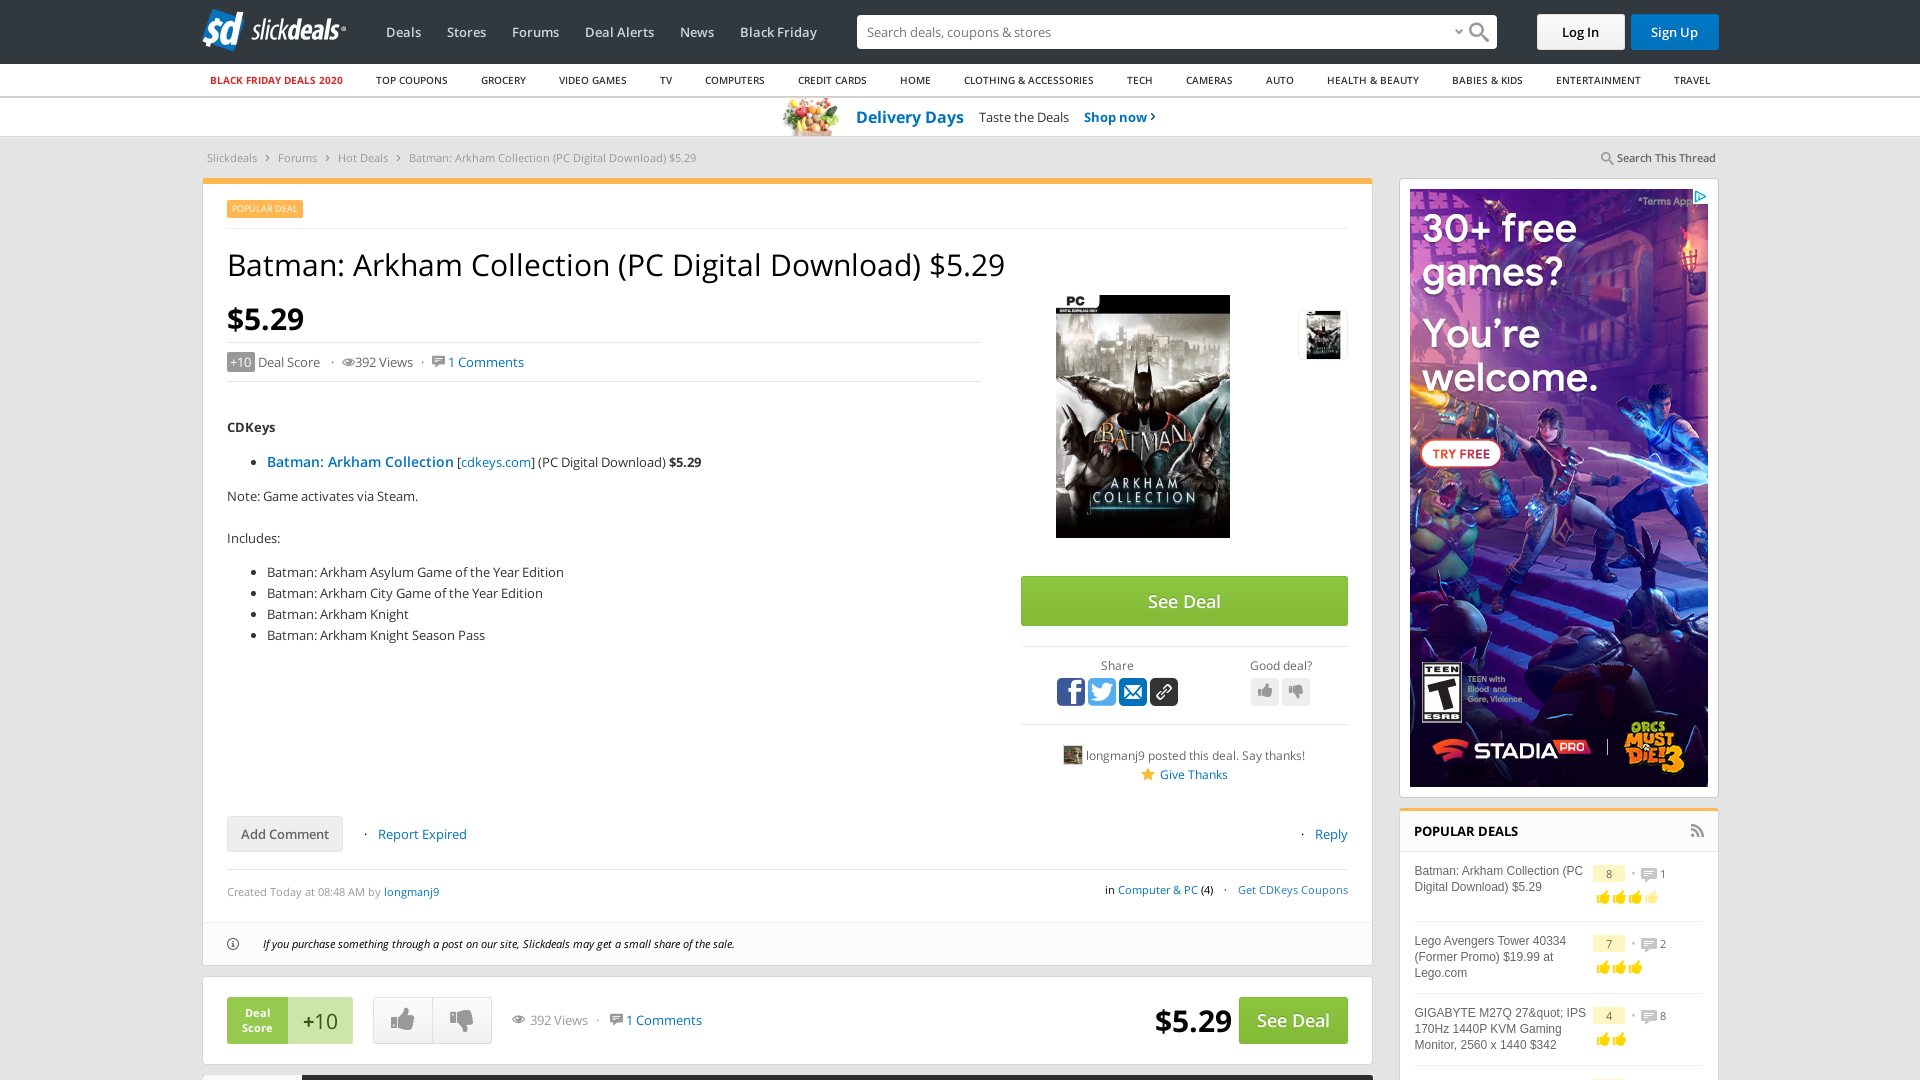 slickdeals
Deals
Stores
Forums
Deal Alerts
News
Black Friday
Search deals, coupons & stores
Log In
Sign Up
BLACK FRIDAY DEALS 2020
TOP COUPONS
GROCERY
VIDEO GAMES
TV
COMPUTERS
CREDIT CARDS
HOME
CLOTHING & ACCESSORIES
TECH
CAMERAS
AUTO
HEALTH & BEAUTY
BABIES & KIDS
ENTERTAINMENT
TRAVEL
Delivery Days Taste the Deals Shop now ›
Slickdeals › Forums › Hot Deals › Batman: Arkham Collection (PC Digital Download) $5.29
Search This Thread
POPULAR DEAL
Batman: Arkham Collection (PC Digital Download) $5.29
$5.29
+10 Deal Score · 392 Views · 1 Comments
CDKeys
• Batman: Arkham Collection [cdkeys.com] (PC Digital Download) $5.29
Note: Game activates via Steam.
Includes:
• Batman: Arkham Asylum Game of the Year Edition
• Batman: Arkham City Game of the Year Edition
• Batman: Arkham Knight
• Batman: Arkham Knight Season Pass
PC
BATMAN
ARKHAM
COLLECTION
See Deal
Share
Good deal?
longmanj9 posted this deal. Say thanks!
Give Thanks
Add Comment · Report Expired
· Reply
Created Today at 08:48 AM by longmanj9
in Computer & PC (4) · Get CDKeys Coupons
If you purchase something through a post on our site, Slickdeals may get a small share of the sale.
Deal
Score
+10
392 Views · 1 Comments
$5.29
See Deal
*Terms App
30+ free
games?
You're
welcome.
TRY FREE
TEEN
T
ESRB
TEEN with
Blood and
Gore, Violence
STADIA PRO
ORCS
MUST
DIE! 3
POPULAR DEALS
Batman: Arkham Collection (PC
Digital Download) $5.29
8 • 1
Lego Avengers Tower 40334
(Former Promo) $19.99 at
Lego.com
7 • 2
GIGABYTE M27Q 27&quot; IPS
170Hz 1440P KVM Gaming
Monitor, 2560 x 1440 $342
4 • 8